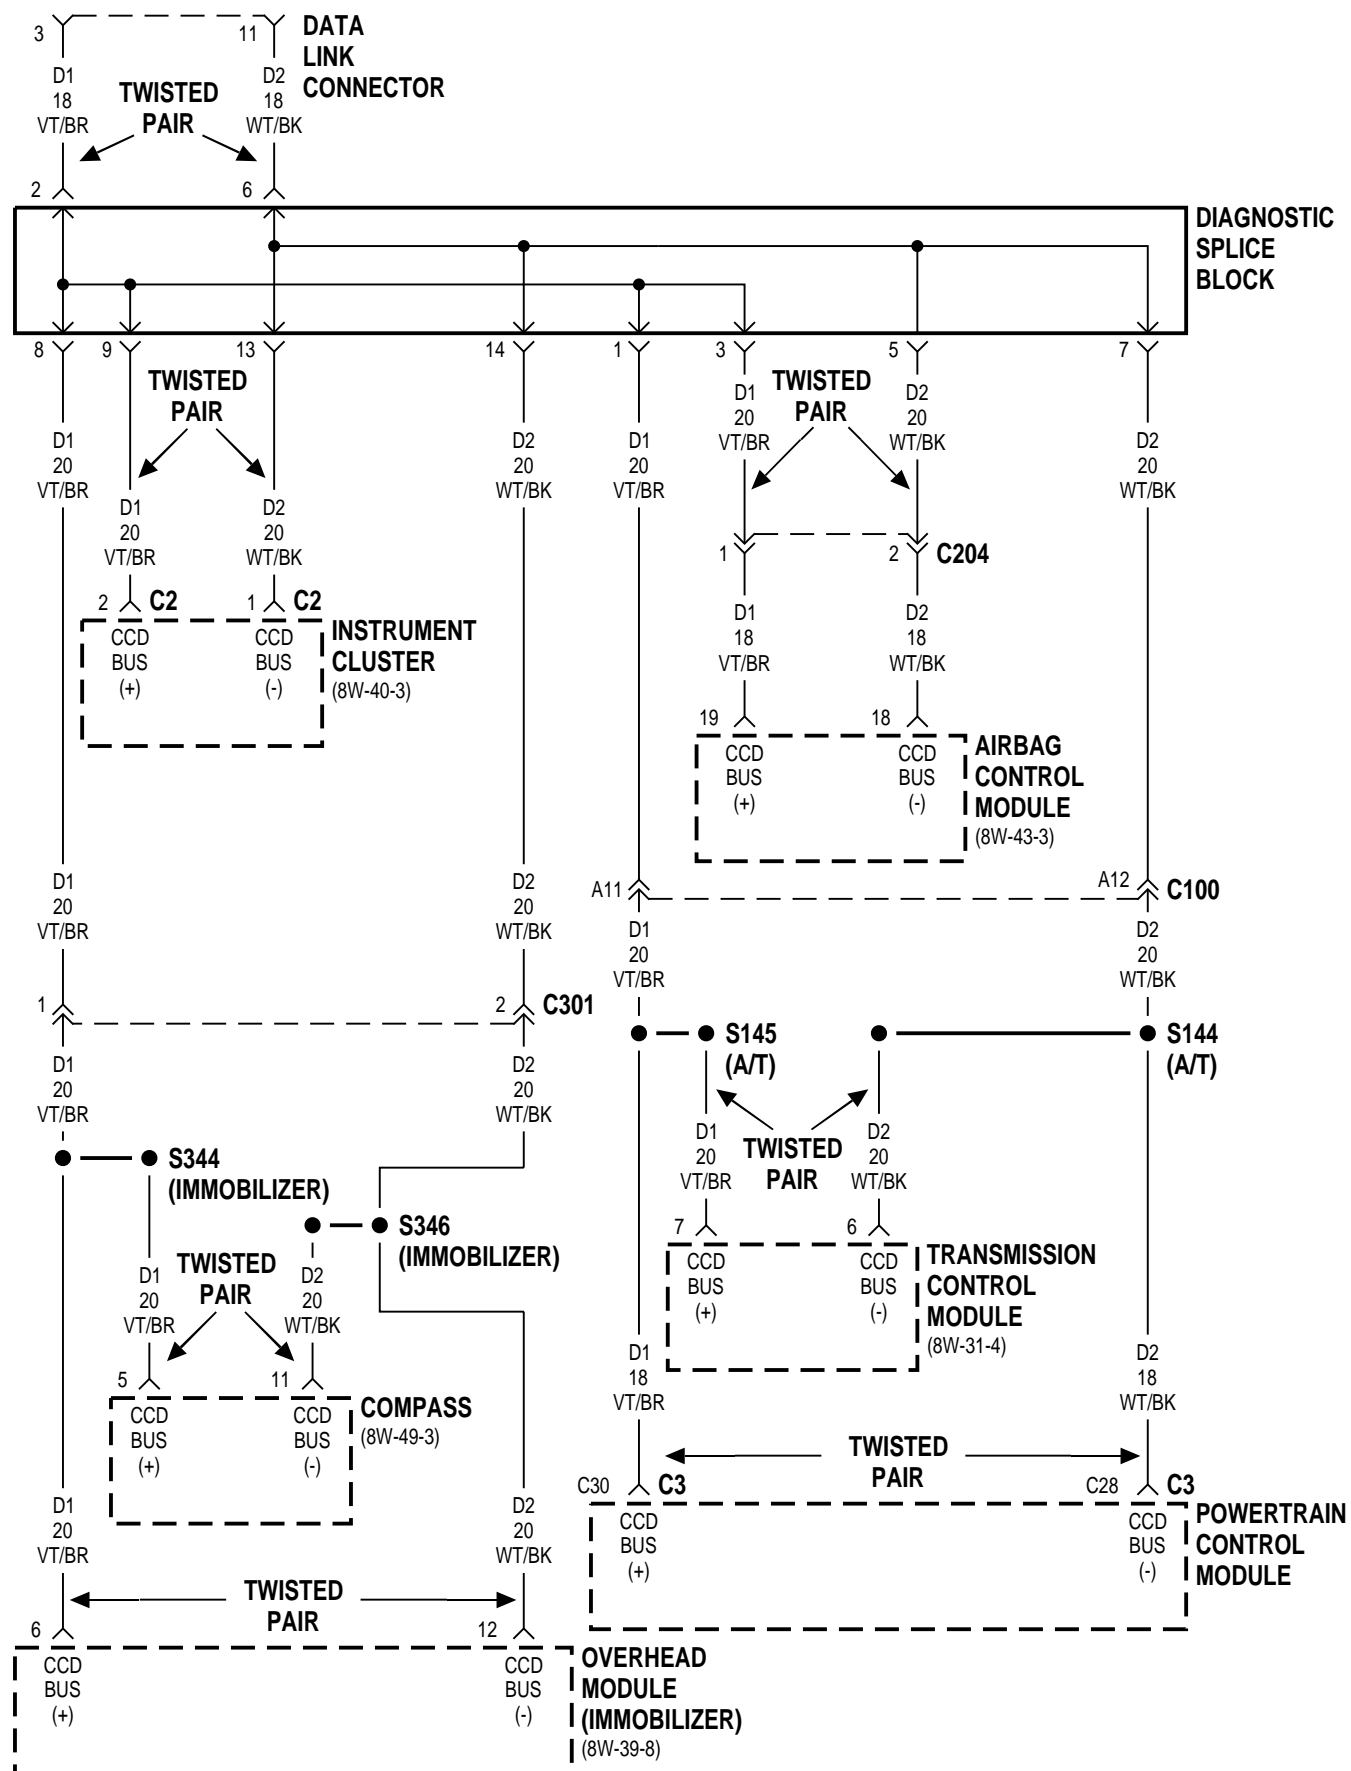 3
11
DATA
LINK
CONNECTOR
D1
18
VT/BR
D2
18
WT/BK
TWISTED
PAIR
2
6
DIAGNOSTIC
SPLICE
BLOCK
8
9
13
14
1
3
5
7
TWISTED
PAIR
TWISTED
PAIR
D1
20
VT/BR
D2
20
WT/BK
D1
20
VT/BR
D2
20
WT/BK
D1
20
VT/BR
D2
20
WT/BK
D1
20
VT/BR
D2
20
WT/BK
1
2
C204
2
C2
1
C2
CCD
BUS
(+)
CCD
BUS
(-)
INSTRUMENT
CLUSTER
(8W-40-3)
D1
18
VT/BR
D2
18
WT/BK
19
18
CCD
BUS
(+)
CCD
BUS
(-)
AIRBAG
CONTROL
MODULE
(8W-43-3)
D1
20
VT/BR
D2
20
WT/BK
A11
A12
C100
D1
20
VT/BR
D2
20
WT/BK
1
2
C301
S145
(A/T)
S144
(A/T)
D1
20
VT/BR
D2
20
WT/BK
D1
20
VT/BR
TWISTED
PAIR
D2
20
WT/BK
S344
(IMMOBILIZER)
S346
(IMMOBILIZER)
7
6
CCD
BUS
(+)
CCD
BUS
(-)
TRANSMISSION
CONTROL
MODULE
(8W-31-4)
D1
20
VT/BR
TWISTED
PAIR
D2
20
WT/BK
D1
18
VT/BR
D2
18
WT/BK
5
11
CCD
BUS
(+)
CCD
BUS
(-)
COMPASS
(8W-49-3)
TWISTED
PAIR
C30
C3
C28
C3
CCD
BUS
(+)
CCD
BUS
(-)
POWERTRAIN
CONTROL
MODULE
D1
20
VT/BR
D2
20
WT/BK
TWISTED
PAIR
6
12
CCD
BUS
(+)
CCD
BUS
(-)
OVERHEAD
MODULE
(IMMOBILIZER)
(8W-39-8)